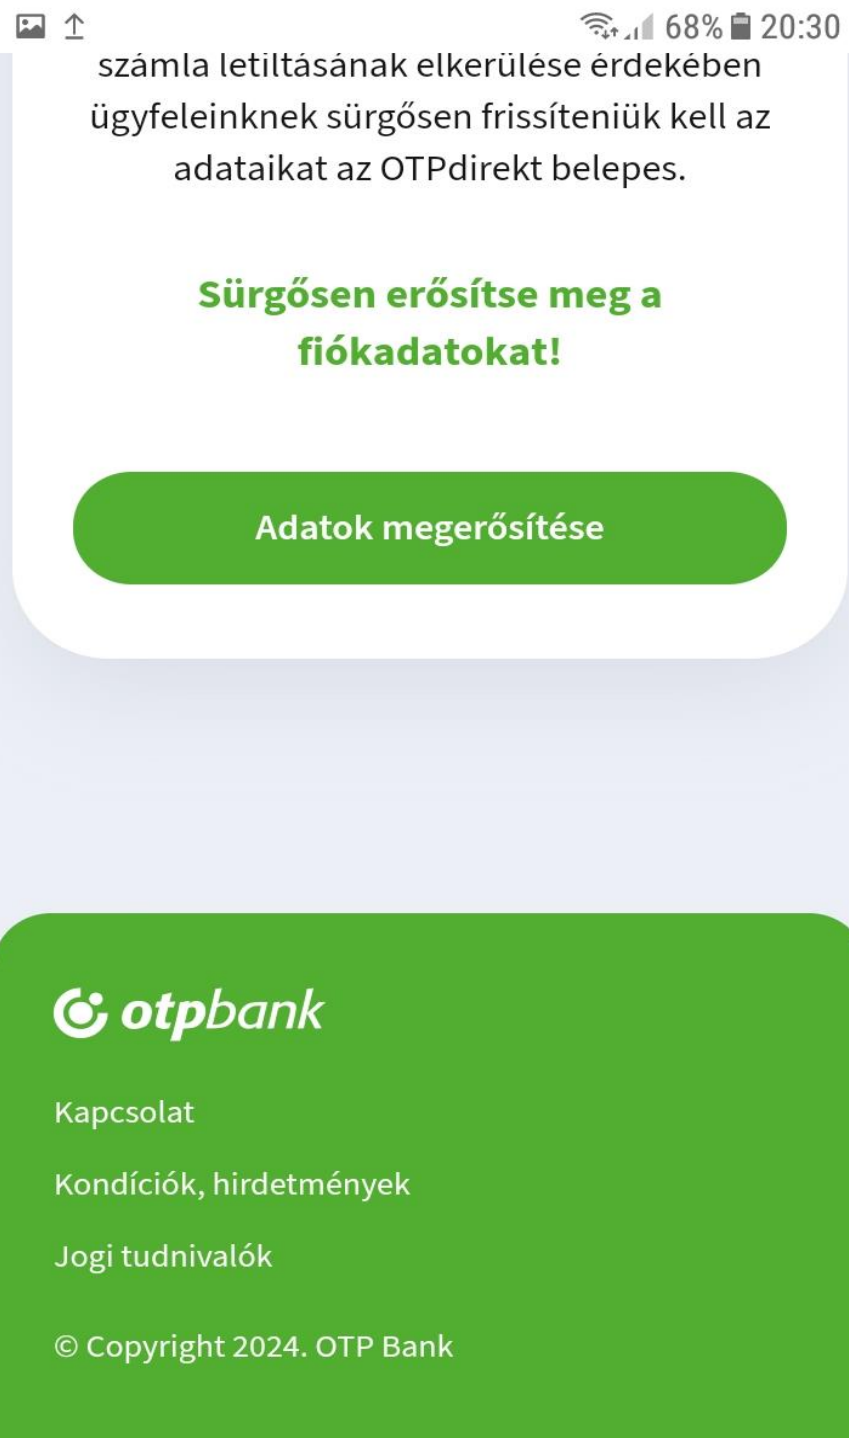 68% 20:30
számla letiltásának elkerülése érdekében
ügyfeleinknek sürgősen frissíteniük kell az
adataikat az OTPdirekt belepes.
Sürgősen erősítse meg a
fiókadatokat!
Adatok megerősítése
otpbank
Kapcsolat
Kondíciók, hirdetmények
Jogi tudnivalók
© Copyright 2024. OTP Bank